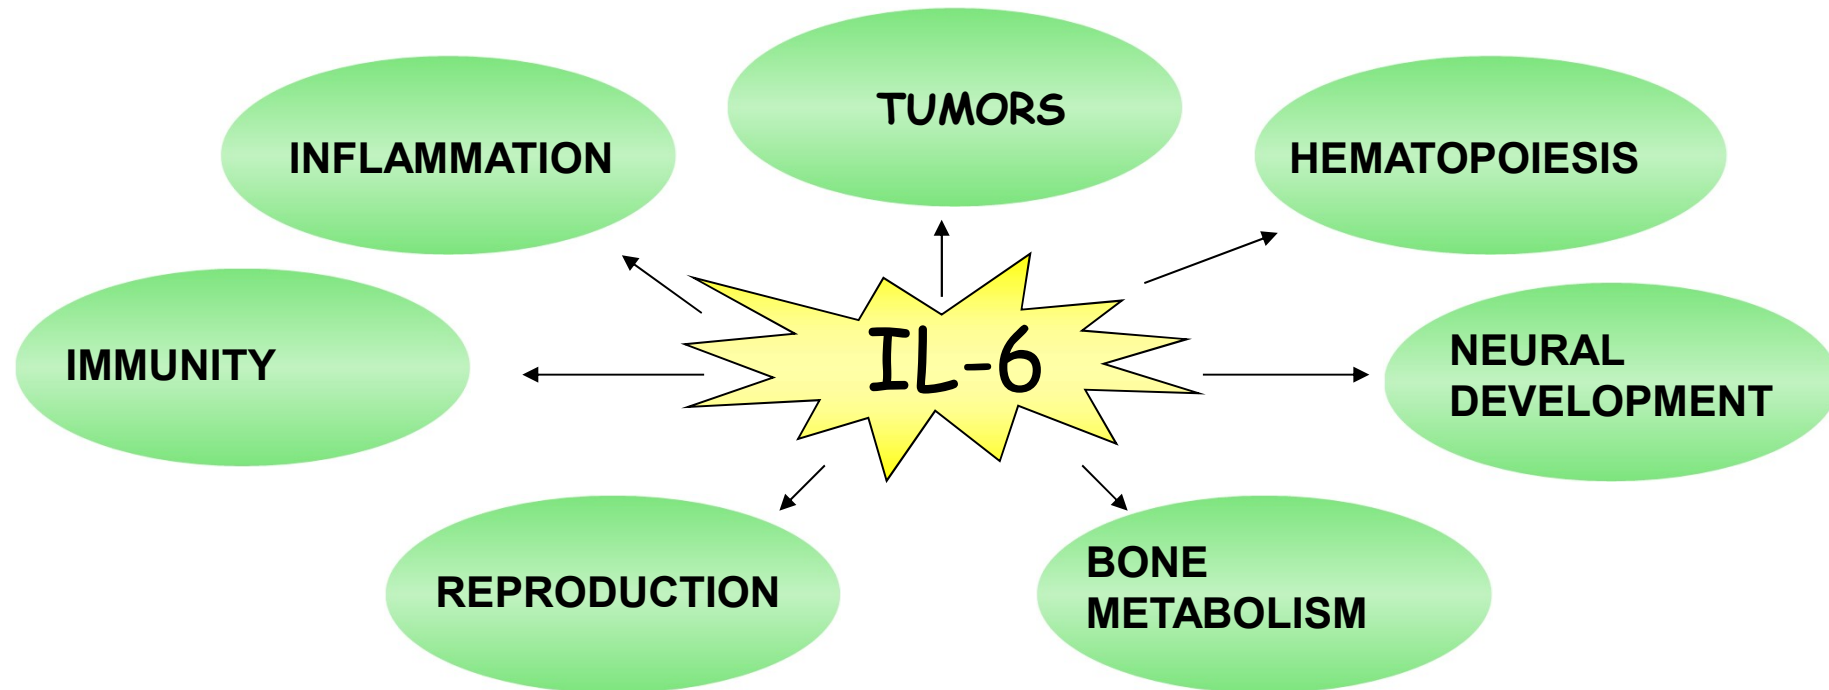 TUMORS
INFLAMMATION
HEMATOPOIESIS
IL-6
IMMUNITY
NEURAL
DEVELOPMENT
REPRODUCTION
BONE
METABOLISM